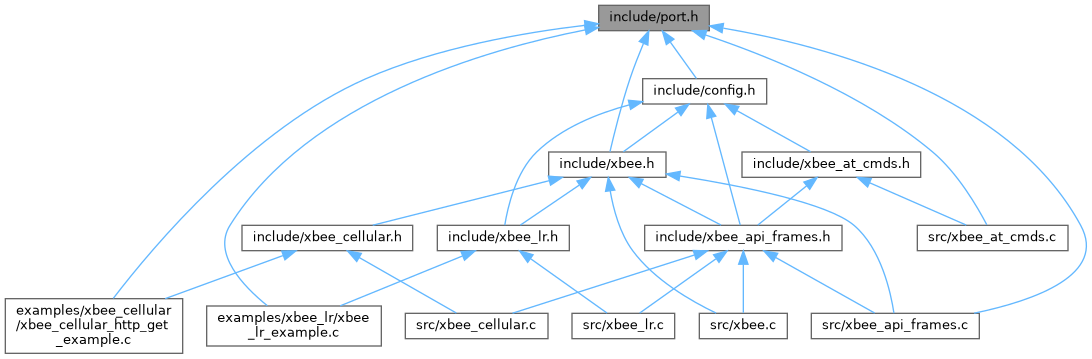 include/port.h
include/config.h
include/xbee.h
include/xbee_at_cmds.h
include/xbee_cellular.h
include/xbee_lr.h
include/xbee_api_frames.h
src/xbee_at_cmds.c
examples/xbee_cellular
/xbee_cellular_http_get
_example.c
examples/xbee_lr/xbee
_lr_example.c
src/xbee_cellular.c
src/xbee_lr.c
src/xbee.c
src/xbee_api_frames.c